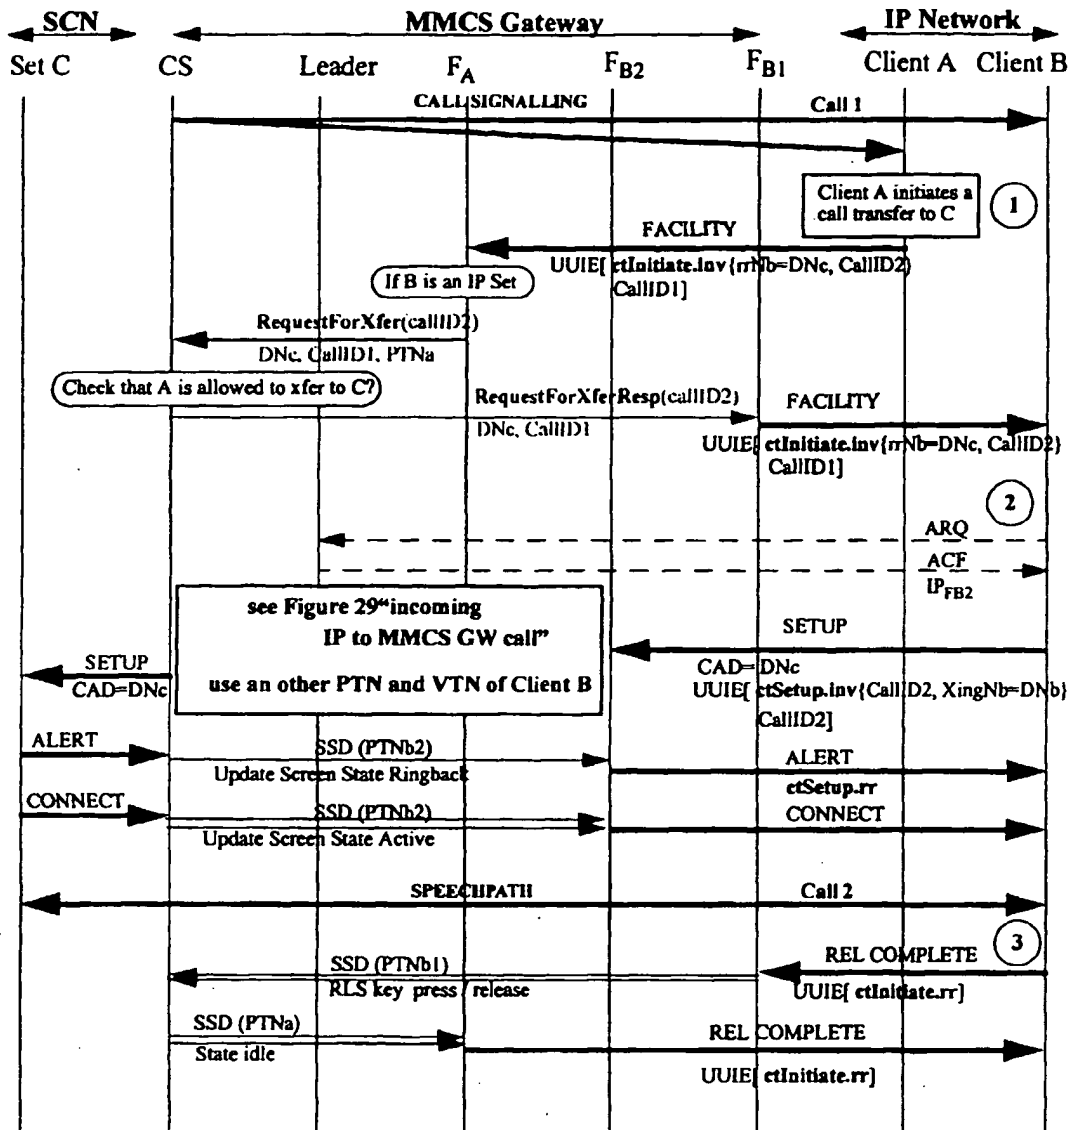 SCN MMCS Gateway IP Network
Set C CS Leader FA FB2 FB1 Client A Client B
CALL SIGNALLING Call 1
Client A initiates a
call transfer to C
1
FACILITY
UUIE[ ctInitiate.inv{rrNb=DNc, CallID2}
CallID1]
If B is an IP Set
RequestForXfer(callID2)
DNc, CallID1, PTNa
Check that A is allowed to xfer to C?
RequestForXferResp(callID2)
DNc, CallID1
FACILITY
UUIE[ ctInitiate.inv{rrNb=DNc, CallID2}
CallID1]
2
ARQ
ACF
IPFB2
see Figure 29"incoming
IP to MMCS GW call"
use an other PTN and VTN of Client B
SETUP
CAD=DNc
UUIE[ ctSetup.inv{CallID2, XingNb=DNb}
CallID2]
SETUP
CAD=DNc
ALERT
SSD (PTNb2)
Update Screen State Ringback
ALERT
ctSetup.rr
CONNECT
SSD (PTNb2)
Update Screen State Active
CONNECT
SPEECHPATH Call 2
3
REL COMPLETE
UUIE[ ctInitiate.rr]
SSD (PTNb1)
RLS key press / release
SSD (PTNa)
State idle
REL COMPLETE
UUIE[ ctInitiate.rr]